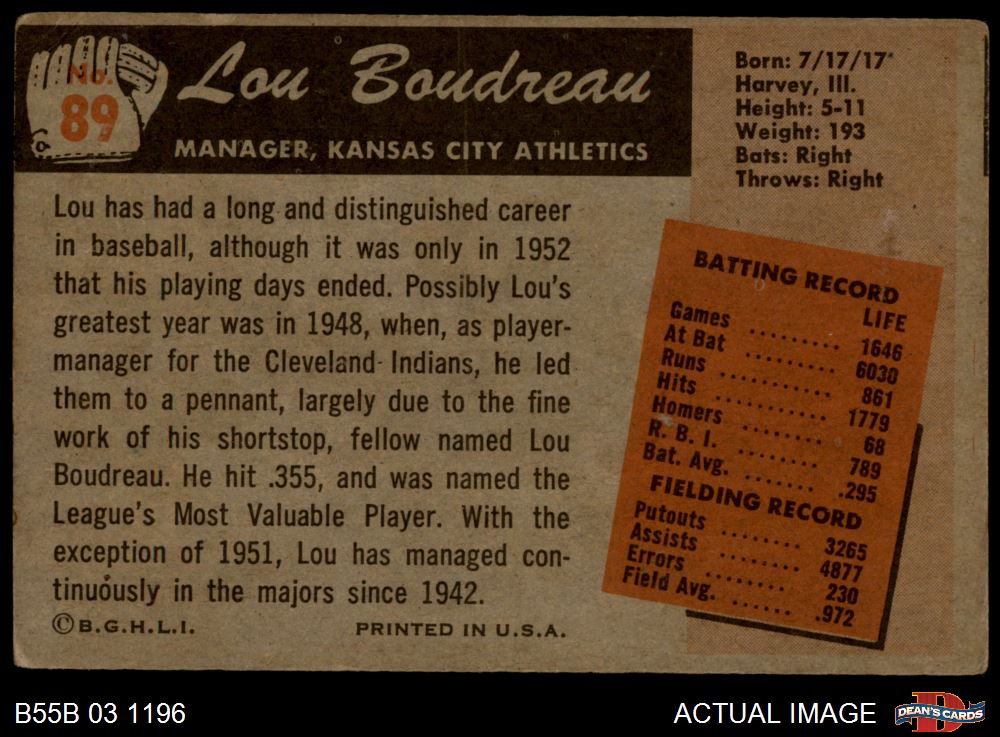 No.
89
Lou Boudreau
MANAGER, KANSAS CITY ATHLETICS
Born: 7/17/17
Harvey, Ill.
Height: 5-11
Weight: 193
Bats: Right
Throws: Right
Lou has had a long and distinguished career
in baseball, although it was only in 1952
that his playing days ended. Possibly Lou's
greatest year was in 1948, when, as player-
manager for the Cleveland Indians, he led
them to a pennant, largely due to the fine
work of his shortstop, fellow named Lou
Boudreau. He hit .355, and was named the
League's Most Valuable Player. With the
exception of 1951, Lou has managed con-
tinuously in the majors since 1942.
©B.G.H.L.I. PRINTED IN U.S.A.
BATTING RECORD
LIFE
Games ......... 1646
At Bat ......... 6030
Runs ........... 861
Hits ........... 1779
Homers ......... 68
R. B. I. ........ 789
Bat. Avg. ....... .295
FIELDING RECORD
Putouts ........ 3265
Assists ........ 4877
Errors ......... 230
Field Avg. ...... .972
B55B 03 1196
ACTUAL IMAGE
DEAN'S CARDS